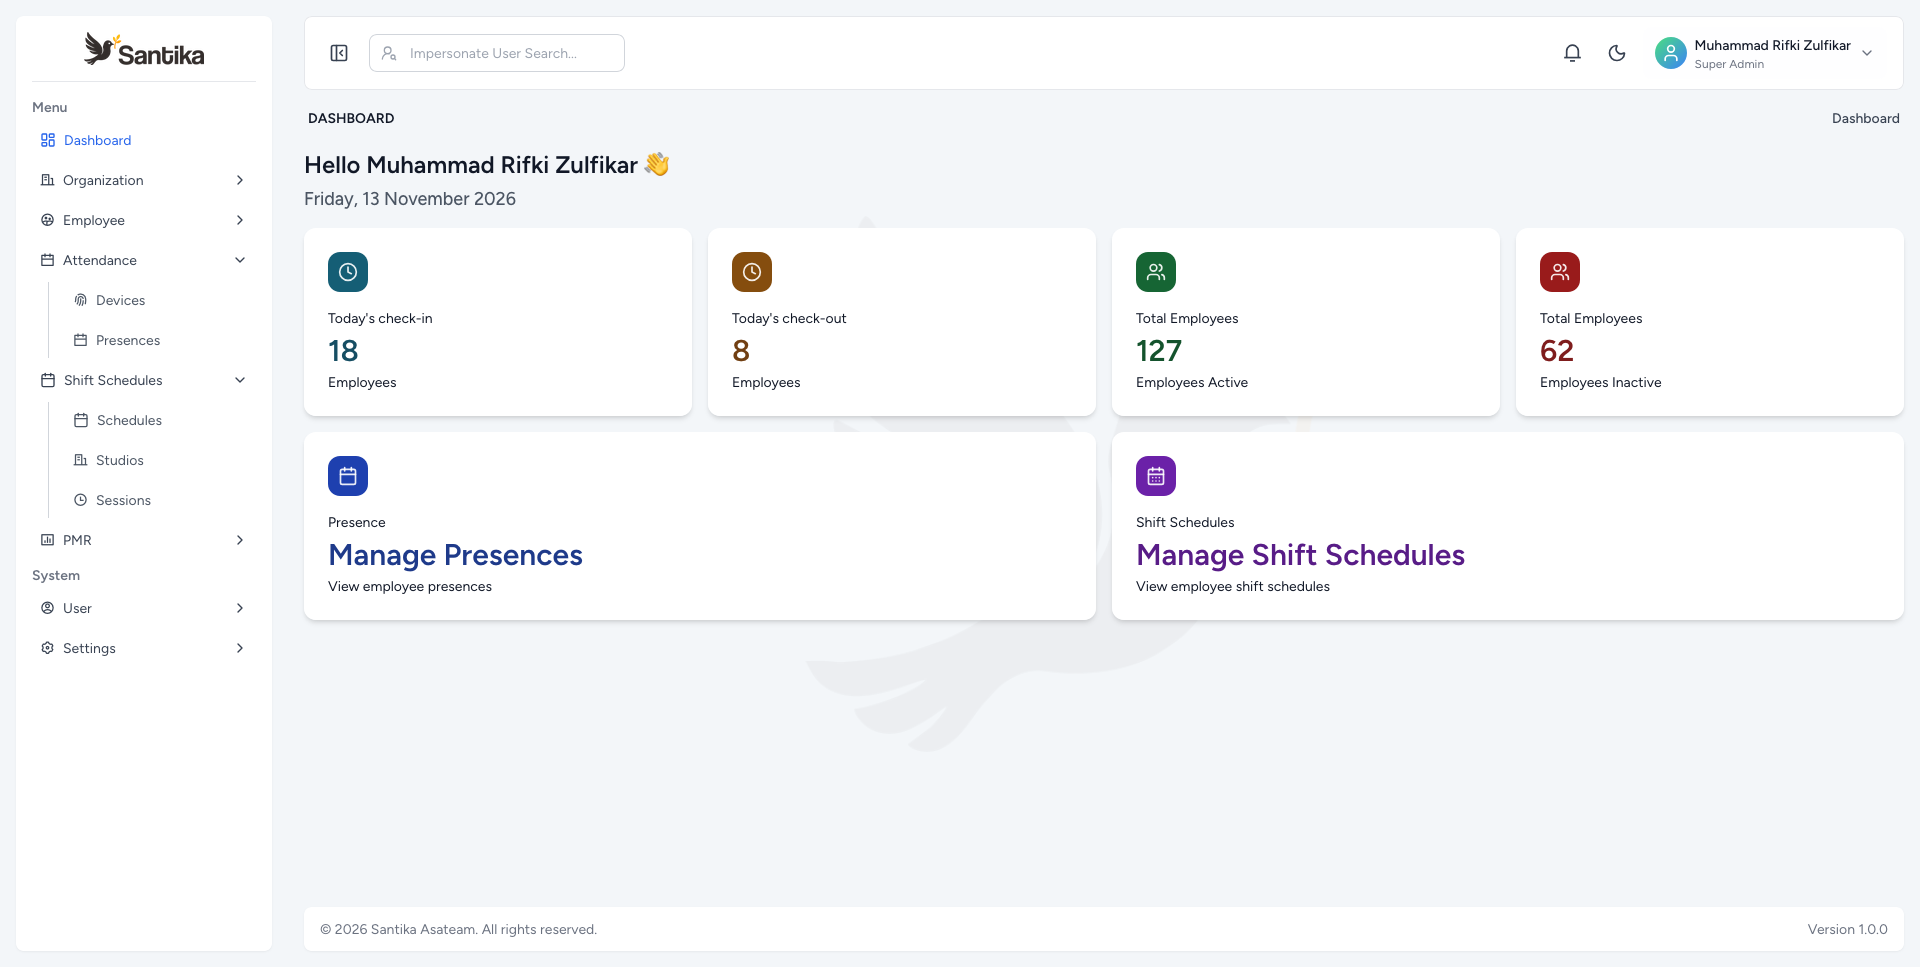 Santika
Menu
Dashboard
Organization
Employee
Attendance
Devices
Presences
Shift Schedules
Schedules
Studios
Sessions
PMR
System
User
Settings
Impersonate User Search...
Muhammad Rifki Zulfikar
Super Admin
DASHBOARD
Dashboard
Hello Muhammad Rifki Zulfikar 👋
Friday, 13 November 2026
Today's check-in
18
Employees
Today's check-out
8
Employees
Total Employees
127
Employees Active
Total Employees
62
Employees Inactive
Presence
Manage Presences
View employee presences
Shift Schedules
Manage Shift Schedules
View employee shift schedules
© 2026 Santika Asateam. All rights reserved.
Version 1.0.0